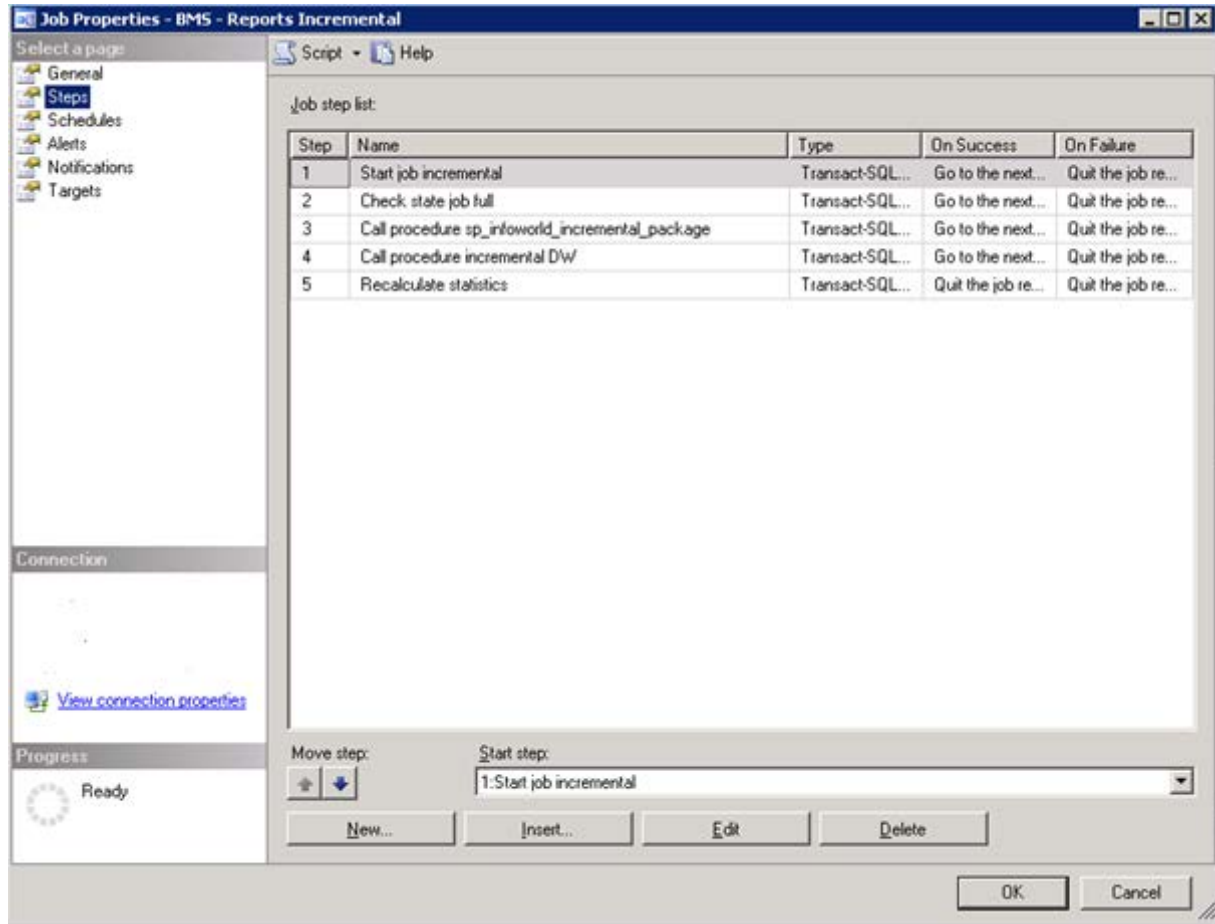 Job Properties - BMS - Reports Incremental
Select a page
General
Steps
Schedules
Alerts
Notifications
Targets
Script Help
Job step list:
Step Name Type On Success On Failure
1 Start job incremental Transact-SQL... Go to the next... Quit the job re...
2 Check state job full Transact-SQL... Go to the next... Quit the job re...
3 Call procedure sp_infoworld_incremental_package Transact-SQL... Go to the next... Quit the job re...
4 Call procedure incremental DW Transact-SQL... Go to the next... Quit the job re...
5 Recalculate statistics Transact-SQL... Quit the job re... Quit the job re...
Connection
View connection properties
Progress
Ready
Move step:
Start step:
1:Start job incremental
New... Insert... Edit Delete
OK Cancel